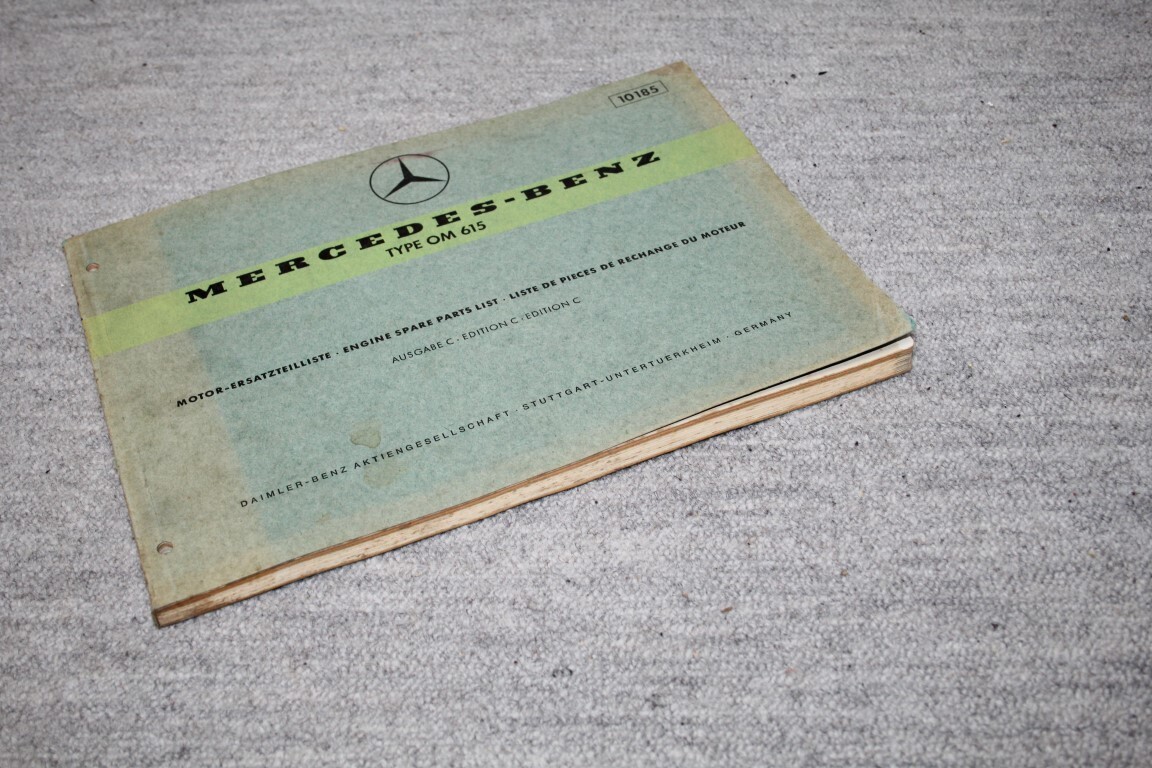 10185
MERCEDES-BENZ
TYPE OM 615
MOTOR-ERSATZTEILLISTE · ENGINE SPARE PARTS LIST · LISTE DE PIECES DE RECHANGE DU MOTEUR
AUSGABE C · EDITION C · EDITION C
DAIMLER-BENZ AKTIENGESELLSCHAFT · STUTTGART-UNTERTUERKHEIM · GERMANY